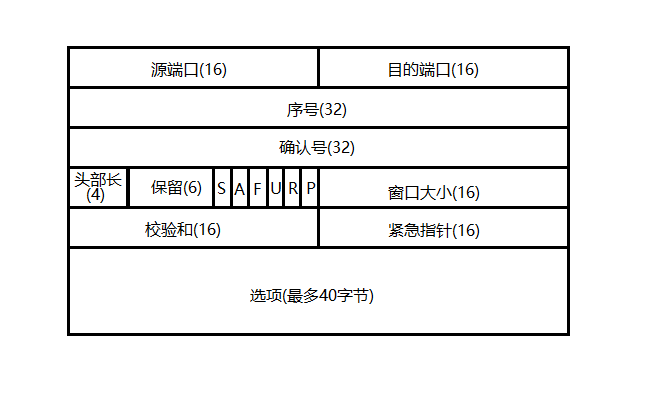 源端口(16) 目的端口(16)
序号(32)
确认号(32)
头部长
(4)
保留(6) S A F U R P 窗口大小(16)
校验和(16) 紧急指针(16)
选项(最多40字节)